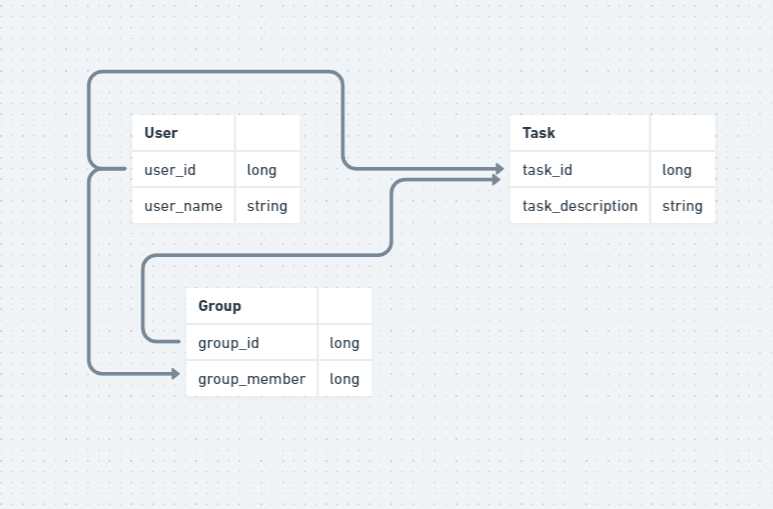 User
user_id long
user_name string
Task
task_id long
task_description string
Group
group_id long
group_member long